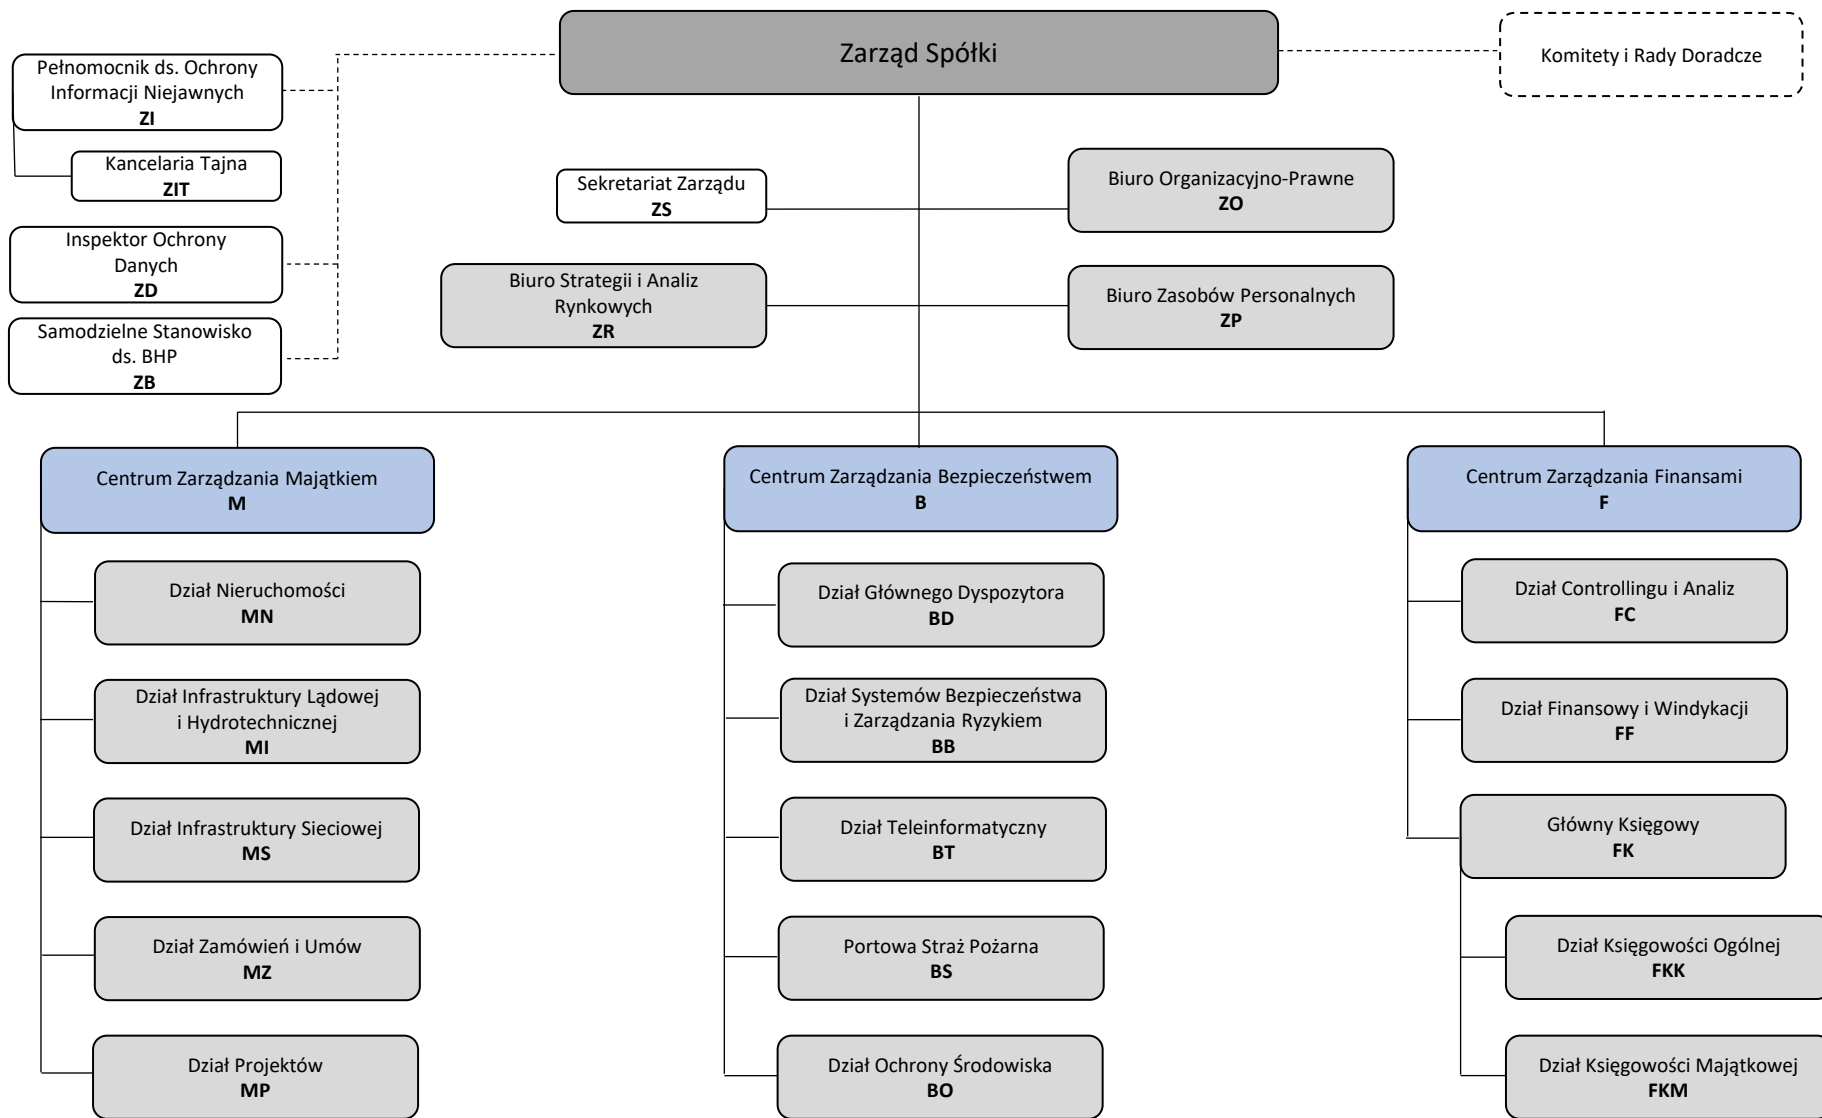 Zarząd Spółki
Komitety i Rady Doradcze
Pełnomocnik ds. Ochrony
Informacji Niejawnych
ZI
Kancelaria Tajna
ZIT
Inspektor Ochrony
Danych
ZD
Samodzielne Stanowisko
ds. BHP
ZB
Sekretariat Zarządu
ZS
Biuro Organizacyjno-Prawne
ZO
Biuro Strategii i Analiz
Rynkowych
ZR
Biuro Zasobów Personalnych
ZP
Centrum Zarządzania Majątkiem
M
Dział Nieruchomości
MN
Dział Infrastruktury Lądowej
i Hydrotechnicznej
MI
Dział Infrastruktury Sieciowej
MS
Dział Zamówień i Umów
MZ
Dział Projektów
MP
Centrum Zarządzania Bezpieczeństwem
B
Dział Głównego Dyspozytora
BD
Dział Systemów Bezpieczeństwa
i Zarządzania Ryzykiem
BB
Dział Teleinformatyczny
BT
Portowa Straż Pożarna
BS
Dział Ochrony Środowiska
BO
Centrum Zarządzania Finansami
F
Dział Controllingu i Analiz
FC
Dział Finansowy i Windykacji
FF
Główny Księgowy
FK
Dział Księgowości Ogólnej
FKK
Dział Księgowości Majątkowej
FKM